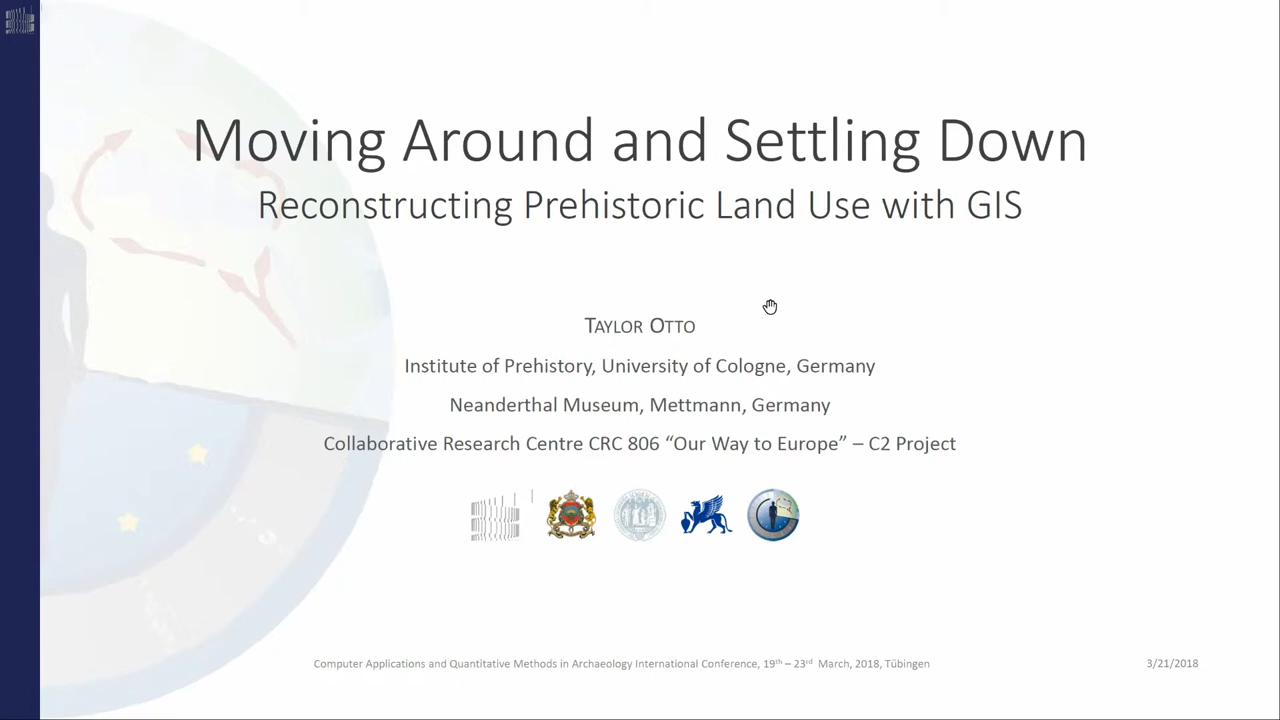 Moving Around and Settling Down
Reconstructing Prehistoric Land Use with GIS
TAYLOR OTTO
Institute of Prehistory, University of Cologne, Germany
Neanderthal Museum, Mettmann, Germany
Collaborative Research Centre CRC 806 “Our Way to Europe” – C2 Project
Computer Applications and Quantitative Methods in Archaeology International Conference, 19th – 23rd March, 2018, Tübingen
3/21/2018